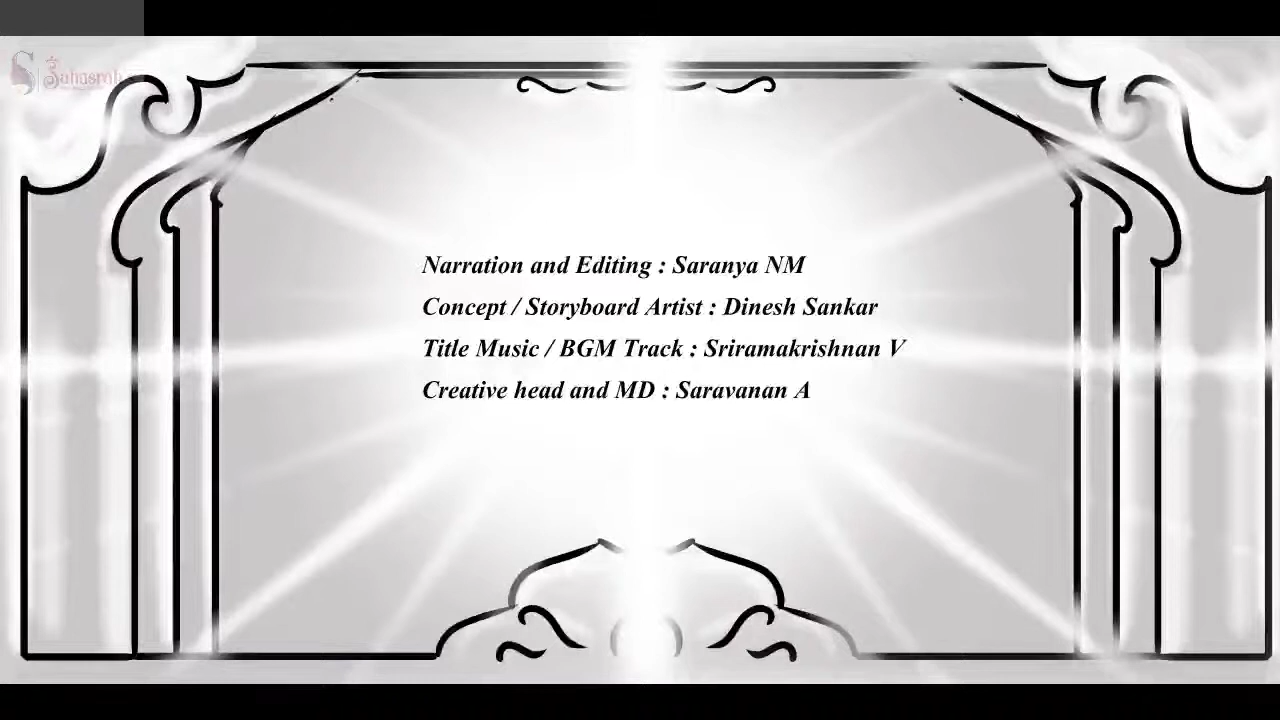 Sahasrah
Narration and Editing : Saranya NM
Concept / Storyboard Artist : Dinesh Sankar
Title Music / BGM Track : Sriramakrishnan V
Creative head and MD : Saravanan A